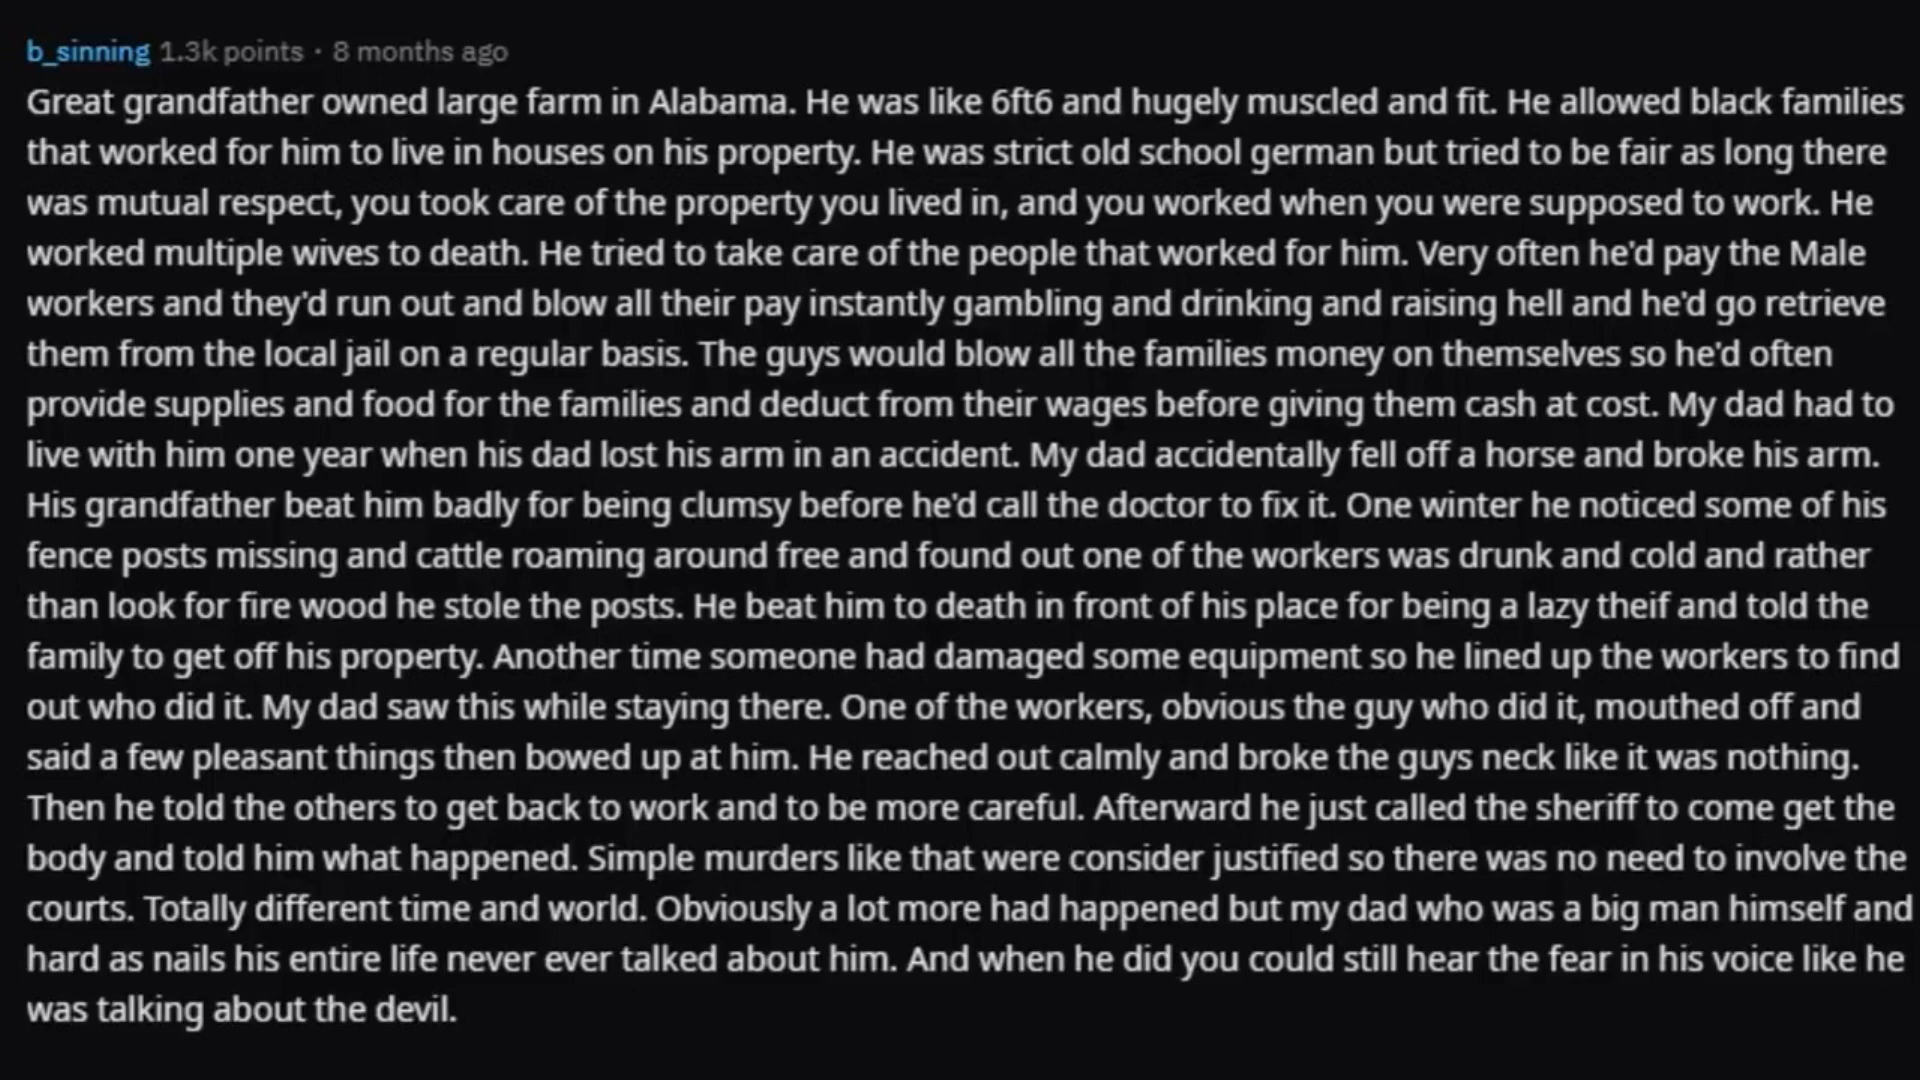 b_sinning 1.3k points · 8 months ago
Great grandfather owned large farm in Alabama. He was like 6ft6 and hugely muscled and fit. He allowed black families
that worked for him to live in houses on his property. He was strict old school german but tried to be fair as long there
was mutual respect, you took care of the property you lived in, and you worked when you were supposed to work. He
worked multiple wives to death. He tried to take care of the people that worked for him. Very often he'd pay the Male
workers and they'd run out and blow all their pay instantly gambling and drinking and raising hell and he'd go retrieve
them from the local jail on a regular basis. The guys would blow all the families money on themselves so he'd often
provide supplies and food for the families and deduct from their wages before giving them cash at cost. My dad had to
live with him one year when his dad lost his arm in an accident. My dad accidentally fell off a horse and broke his arm.
His grandfather beat him badly for being clumsy before he'd call the doctor to fix it. One winter he noticed some of his
fence posts missing and cattle roaming around free and found out one of the workers was drunk and cold and rather
than look for fire wood he stole the posts. He beat him to death in front of his place for being a lazy theif and told the
family to get off his property. Another time someone had damaged some equipment so he lined up the workers to find
out who did it. My dad saw this while staying there. One of the workers, obvious the guy who did it, mouthed off and
said a few pleasant things then bowed up at him. He reached out calmly and broke the guys neck like it was nothing.
Then he told the others to get back to work and to be more careful. Afterward he just called the sheriff to come get the
body and told him what happened. Simple murders like that were consider justified so there was no need to involve the
courts. Totally different time and world. Obviously a lot more had happened but my dad who was a big man himself and
hard as nails his entire life never ever talked about him. And when he did you could still hear the fear in his voice like he
was talking about the devil.